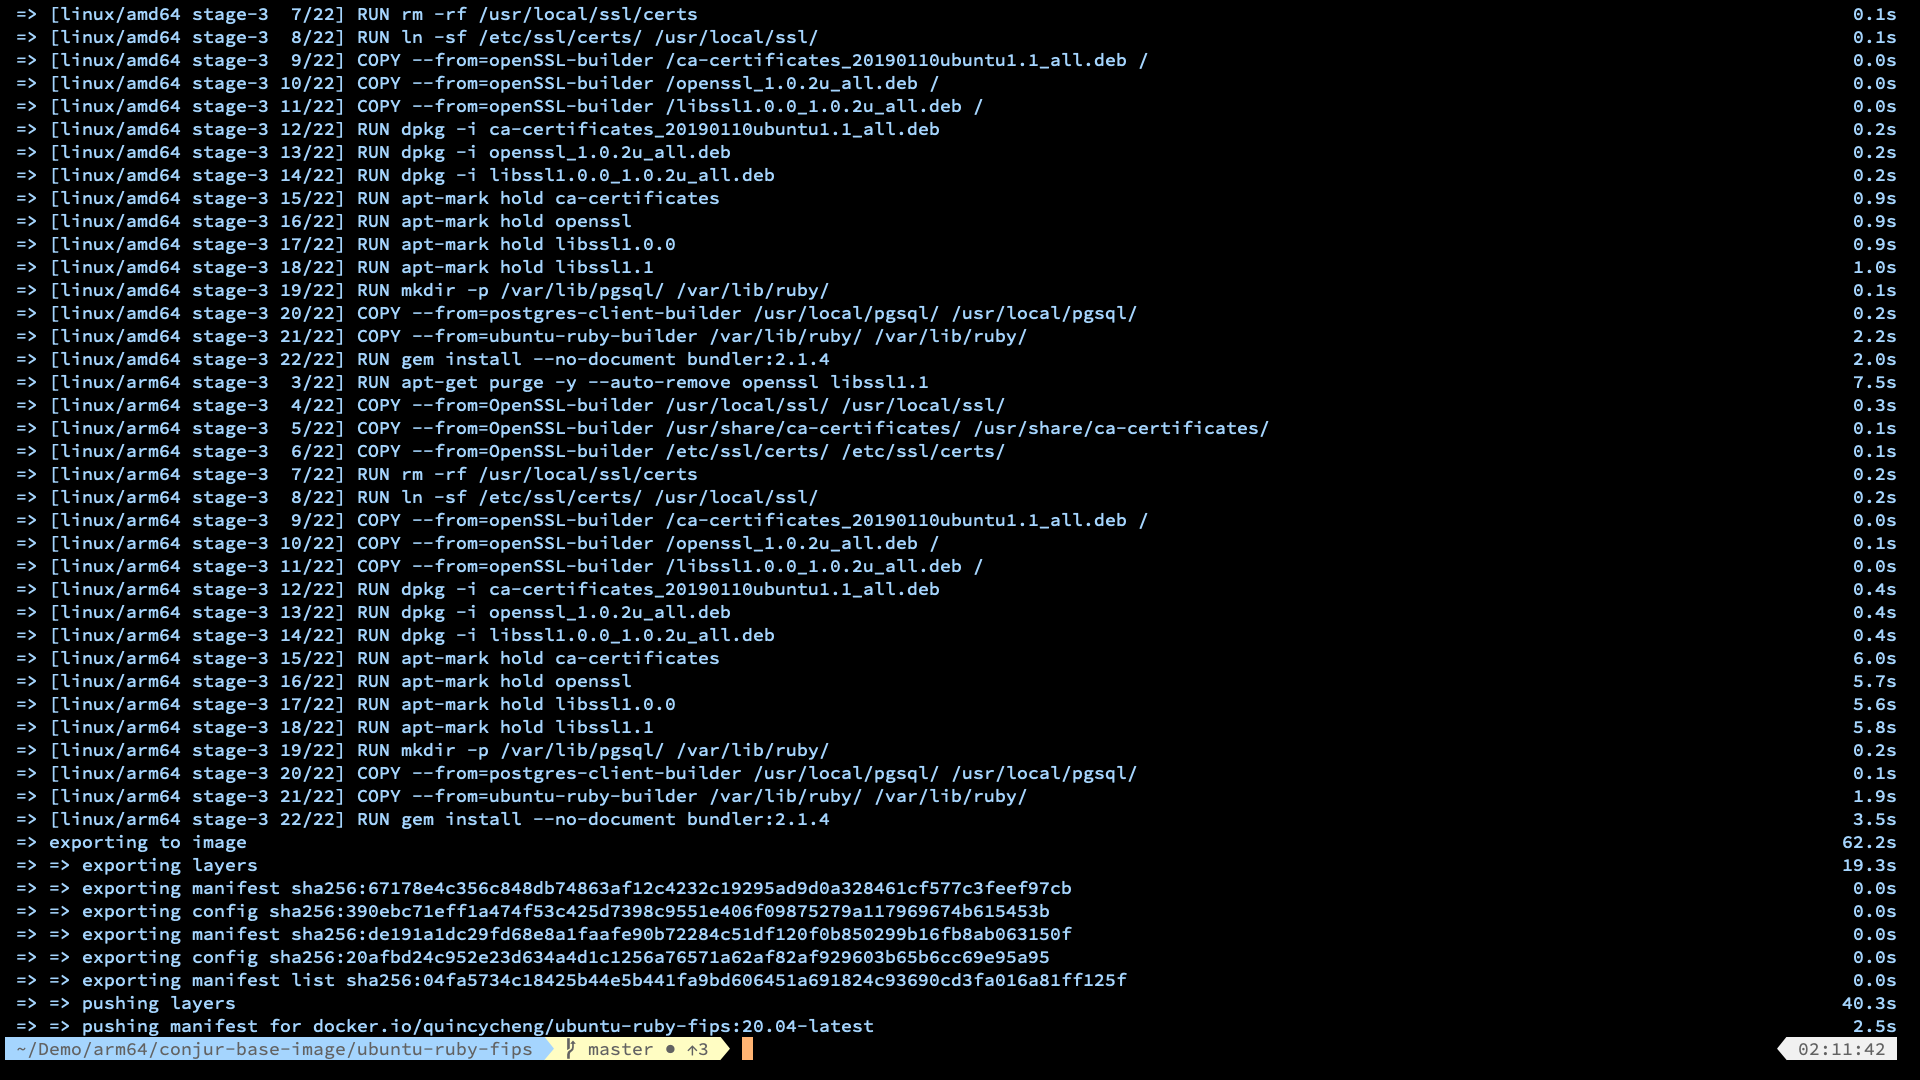 => [linux/amd64 stage-3  7/22] RUN rm -rf /usr/local/ssl/certs 0.1s
=> [linux/amd64 stage-3  8/22] RUN ln -sf /etc/ssl/certs/ /usr/local/ssl/ 0.1s
=> [linux/amd64 stage-3  9/22] COPY --from=openSSL-builder /ca-certificates_20190110ubuntu1.1_all.deb / 0.0s
=> [linux/amd64 stage-3 10/22] COPY --from=openSSL-builder /openssl_1.0.2u_all.deb / 0.0s
=> [linux/amd64 stage-3 11/22] COPY --from=openSSL-builder /libssl1.0.0_1.0.2u_all.deb / 0.0s
=> [linux/amd64 stage-3 12/22] RUN dpkg -i ca-certificates_20190110ubuntu1.1_all.deb 0.2s
=> [linux/amd64 stage-3 13/22] RUN dpkg -i openssl_1.0.2u_all.deb 0.2s
=> [linux/amd64 stage-3 14/22] RUN dpkg -i libssl1.0.0_1.0.2u_all.deb 0.2s
=> [linux/amd64 stage-3 15/22] RUN apt-mark hold ca-certificates 0.9s
=> [linux/amd64 stage-3 16/22] RUN apt-mark hold openssl 0.9s
=> [linux/amd64 stage-3 17/22] RUN apt-mark hold libssl1.0.0 0.9s
=> [linux/amd64 stage-3 18/22] RUN apt-mark hold libssl1.1 1.0s
=> [linux/amd64 stage-3 19/22] RUN mkdir -p /var/lib/pgsql/ /var/lib/ruby/ 0.1s
=> [linux/amd64 stage-3 20/22] COPY --from=postgres-client-builder /usr/local/pgsql/ /usr/local/pgsql/ 0.2s
=> [linux/amd64 stage-3 21/22] COPY --from=ubuntu-ruby-builder /var/lib/ruby/ /var/lib/ruby/ 2.2s
=> [linux/amd64 stage-3 22/22] RUN gem install --no-document bundler:2.1.4 2.0s
=> [linux/arm64 stage-3  3/22] RUN apt-get purge -y --auto-remove openssl libssl1.1 7.5s
=> [linux/arm64 stage-3  4/22] COPY --from=OpenSSL-builder /usr/local/ssl/ /usr/local/ssl/ 0.3s
=> [linux/arm64 stage-3  5/22] COPY --from=OpenSSL-builder /usr/share/ca-certificates/ /usr/share/ca-certificates/ 0.1s
=> [linux/arm64 stage-3  6/22] COPY --from=OpenSSL-builder /etc/ssl/certs/ /etc/ssl/certs/ 0.1s
=> [linux/arm64 stage-3  7/22] RUN rm -rf /usr/local/ssl/certs 0.2s
=> [linux/arm64 stage-3  8/22] RUN ln -sf /etc/ssl/certs/ /usr/local/ssl/ 0.2s
=> [linux/arm64 stage-3  9/22] COPY --from=openSSL-builder /ca-certificates_20190110ubuntu1.1_all.deb / 0.0s
=> [linux/arm64 stage-3 10/22] COPY --from=openSSL-builder /openssl_1.0.2u_all.deb / 0.1s
=> [linux/arm64 stage-3 11/22] COPY --from=openSSL-builder /libssl1.0.0_1.0.2u_all.deb / 0.0s
=> [linux/arm64 stage-3 12/22] RUN dpkg -i ca-certificates_20190110ubuntu1.1_all.deb 0.4s
=> [linux/arm64 stage-3 13/22] RUN dpkg -i openssl_1.0.2u_all.deb 0.4s
=> [linux/arm64 stage-3 14/22] RUN dpkg -i libssl1.0.0_1.0.2u_all.deb 0.4s
=> [linux/arm64 stage-3 15/22] RUN apt-mark hold ca-certificates 6.0s
=> [linux/arm64 stage-3 16/22] RUN apt-mark hold openssl 5.7s
=> [linux/arm64 stage-3 17/22] RUN apt-mark hold libssl1.0.0 5.6s
=> [linux/arm64 stage-3 18/22] RUN apt-mark hold libssl1.1 5.8s
=> [linux/arm64 stage-3 19/22] RUN mkdir -p /var/lib/pgsql/ /var/lib/ruby/ 0.2s
=> [linux/arm64 stage-3 20/22] COPY --from=postgres-client-builder /usr/local/pgsql/ /usr/local/pgsql/ 0.1s
=> [linux/arm64 stage-3 21/22] COPY --from=ubuntu-ruby-builder /var/lib/ruby/ /var/lib/ruby/ 1.9s
=> [linux/arm64 stage-3 22/22] RUN gem install --no-document bundler:2.1.4 3.5s
=> exporting to image 62.2s
=> => exporting layers 19.3s
=> => exporting manifest sha256:67178e4c356c848db74863af12c4232c19295ad9d0a328461cf577c3feef97cb 0.0s
=> => exporting config sha256:390ebc71eff1a474f53c425d7398c9551e406f09875279a117969674b615453b 0.0s
=> => exporting manifest sha256:de191a1dc29fd68e8a1faafe90b72284c51df120f0b850299b16fb8ab063150f 0.0s
=> => exporting config sha256:20afbd24c952e23d634a4d1c1256a76571a62af82af929603b65b6cc69e95a95 0.0s
=> => exporting manifest list sha256:04fa5734c18425b44e5b441fa9bd606451a691824c93690cd3fa016a81ff125f 0.0s
=> => pushing layers 40.3s
=> => pushing manifest for docker.io/quincycheng/ubuntu-ruby-fips:20.04-latest 2.5s
~/Demo/arm64/conjur-base-image/ubuntu-ruby-fips master ● ↑3 02:11:42